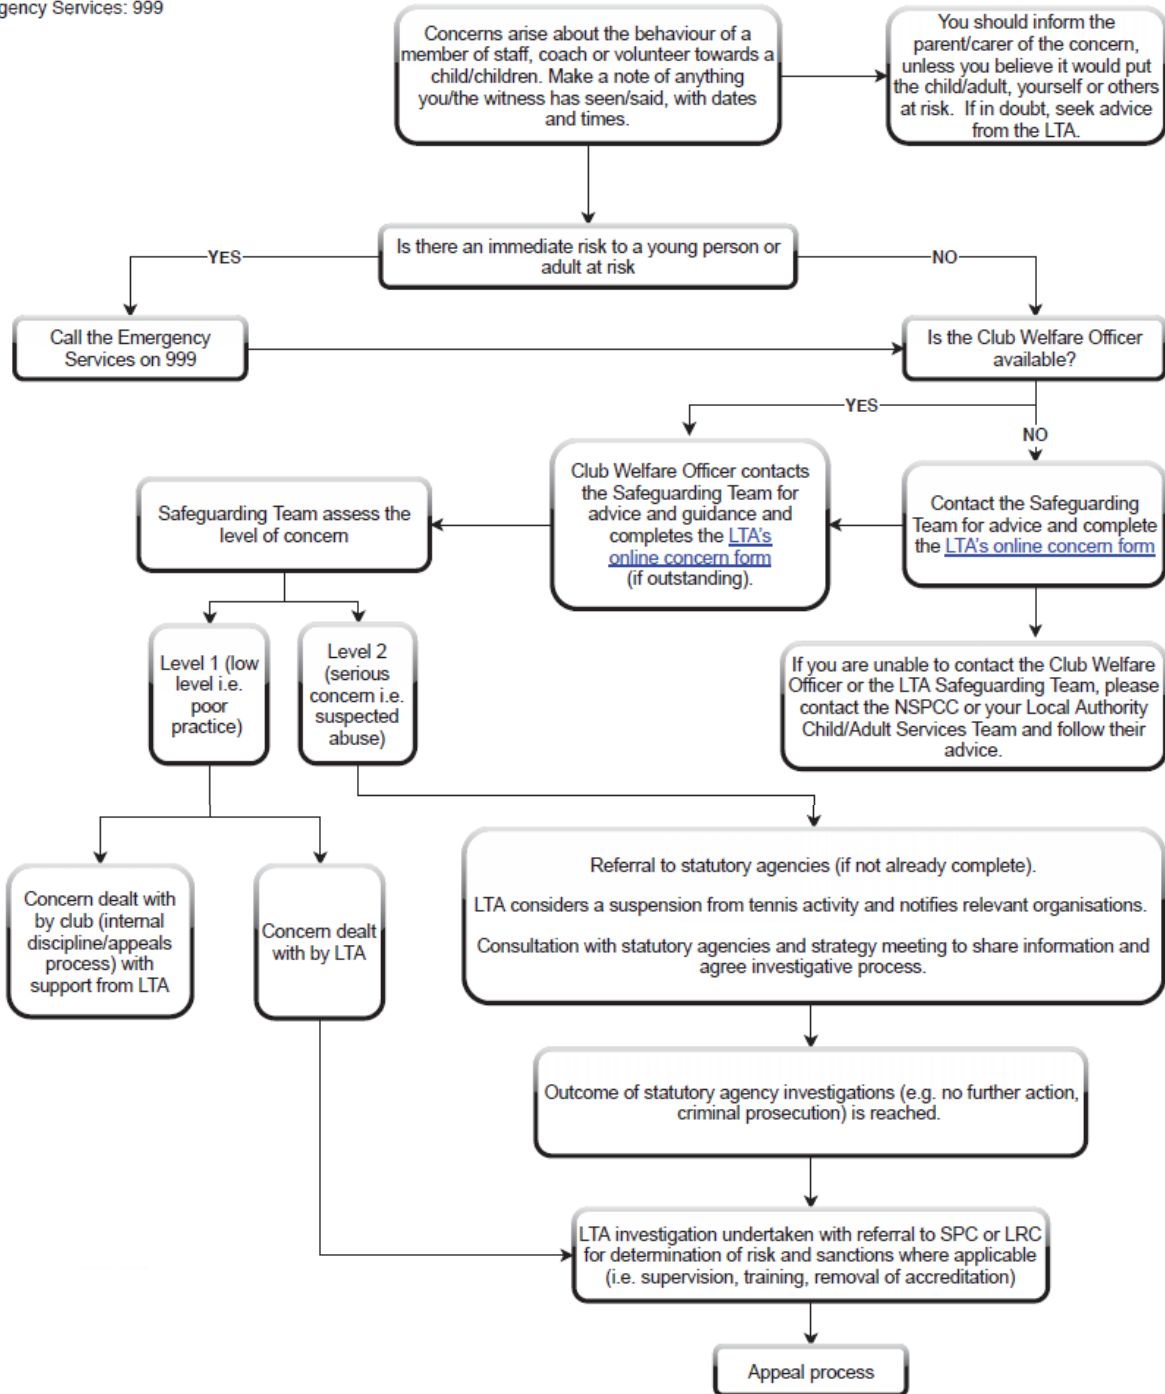 gency Services: 999
Concerns arise about the behaviour of a
member of staff, coach or volunteer towards a
child/children. Make a note of anything
you/the witness has seen/said, with dates
and times.
You should inform the
parent/carer of the concern,
unless you believe it would put
the child/adult, yourself or others
at risk.  If in doubt, seek advice
from the LTA.
Is there an immediate risk to a young person or
adult at risk
YES
NO
Call the Emergency
Services on 999
Is the Club Welfare Officer
available?
YES
NO
Club Welfare Officer contacts
the Safeguarding Team for
advice and guidance and
completes the LTA's
online concern form
(if outstanding).
Contact the Safeguarding
Team for advice and complete
the LTA's online concern form
Safeguarding Team assess the
level of concern
Level 1 (low
level i.e.
poor
practice)
Level 2
(serious
concern i.e.
suspected
abuse)
If you are unable to contact the Club Welfare
Officer or the LTA Safeguarding Team, please
contact the NSPCC or your Local Authority
Child/Adult Services Team and follow their
advice.
Concern dealt with
by club (internal
discipline/appeals
process) with
support from LTA
Concern dealt
with by LTA
Referral to statutory agencies (if not already complete).
LTA considers a suspension from tennis activity and notifies relevant organisations.
Consultation with statutory agencies and strategy meeting to share information and
agree investigative process.
Outcome of statutory agency investigations (e.g. no further action,
criminal prosecution) is reached.
LTA investigation undertaken with referral to SPC or LRC
for determination of risk and sanctions where applicable
(i.e. supervision, training, removal of accreditation)
Appeal process